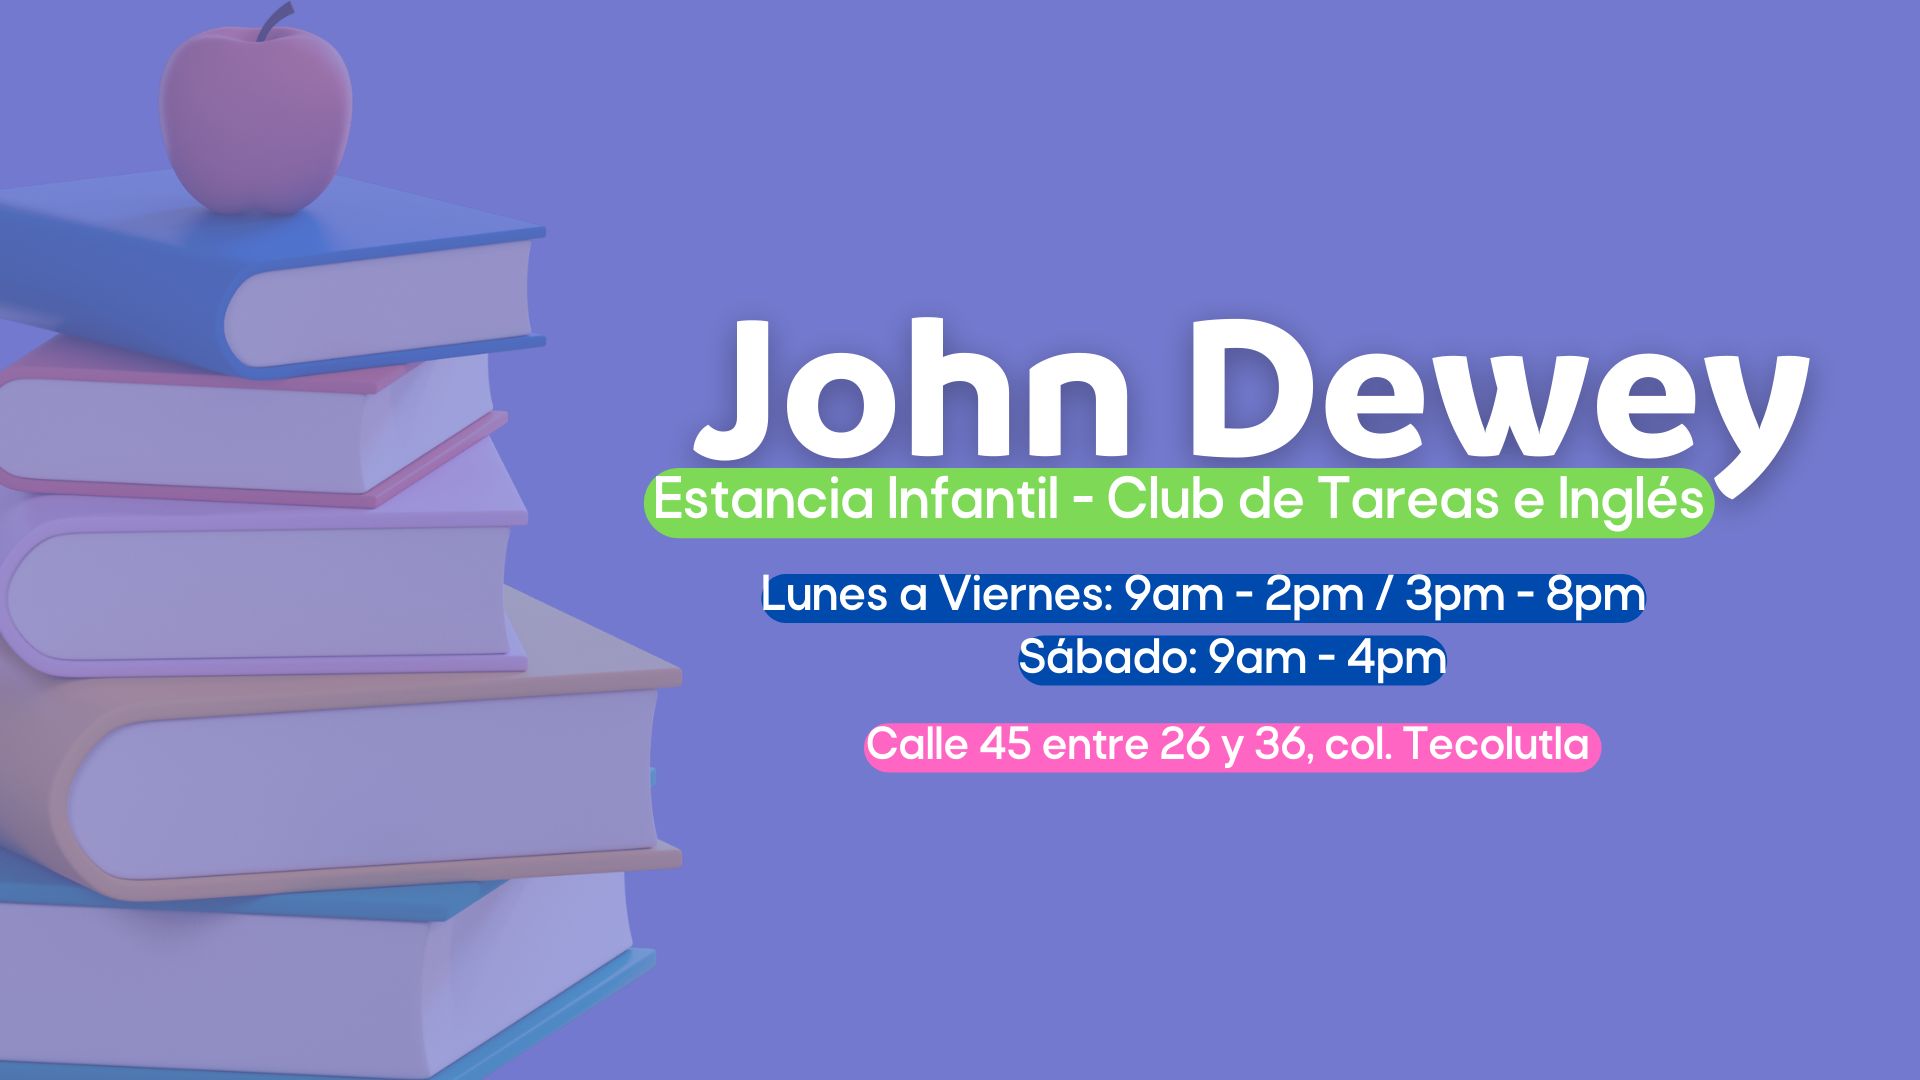 John Dewey
Estancia Infantil - Club de Tareas e Inglés
Lunes a Viernes: 9am - 2pm / 3pm - 8pm
Sábado: 9am - 4pm
Calle 45 entre 26 y 36, col. Tecolutla